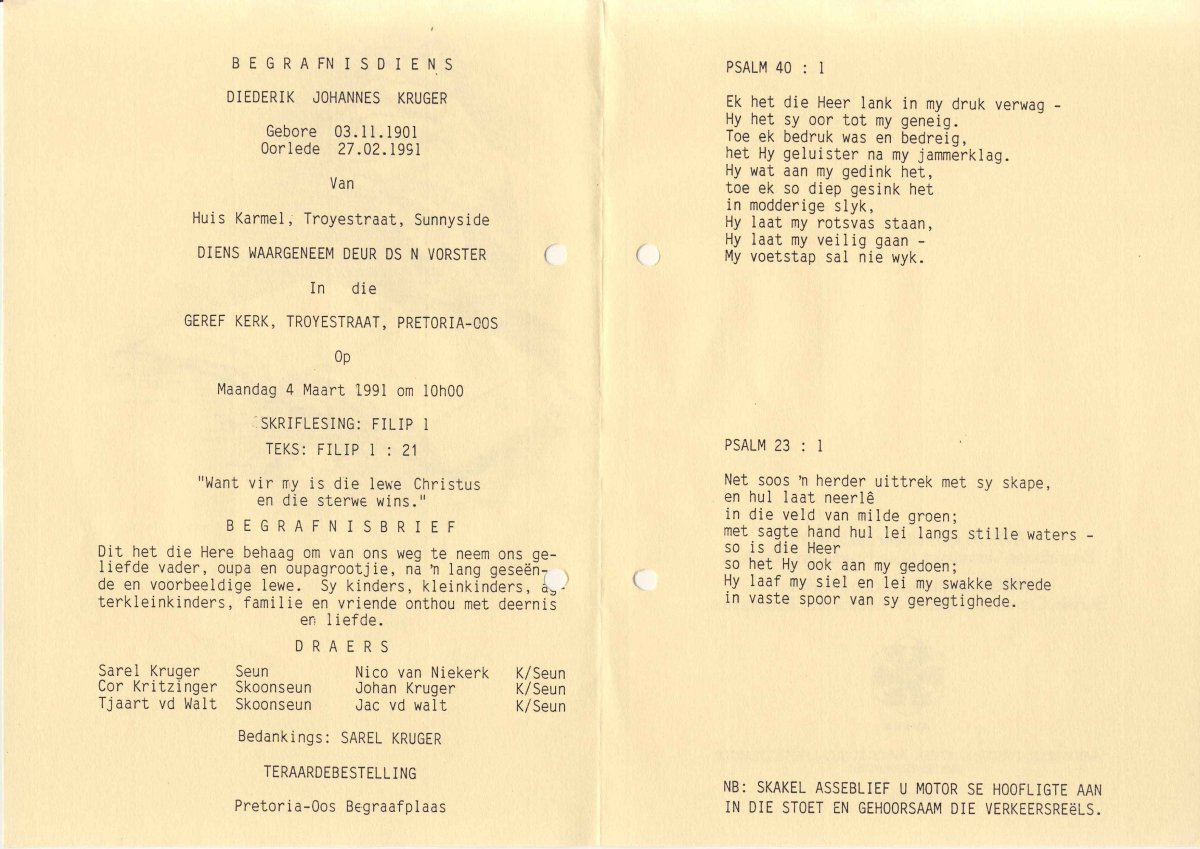 BEGRAFNISDIENS
DIEDERIK JOHANNES KRUGER
Gebore 03.11.1901
Oorlede 27.02.1991
Van
Huis Karmel, Troyestraat, Sunnyside
DIENS WAARGENEEM DEUR DS N VORSTER
In die
GEREF KERK, TROYESTRAAT, PRETORIA-OOS
Op
Maandag 4 Maart 1991 om 10h00
SKRIFLESING: FILIP 1
TEKS: FILIP 1 : 21
"Want vir my is die lewe Christus
en die sterwe wins."
BEGRAFNISBRIEF
Dit het die Here behaag om van ons weg te neem ons ge-
liefde vader, oupa en oupagrootjie, na 'n lang geseën-
de en voorbeeldige lewe. Sy kinders, kleinkinders, ag-
terkleinkinders, familie en vriende onthou met deernis
en liefde.
DRAERS
Sarel Kruger Seun Nico van Niekerk K/Seun
Cor Kritzinger Skoonseun Johan Kruger K/Seun
Tjaart vd Walt Skoonseun Jac vd walt K/Seun
Bedankings: SAREL KRUGER
TERAARDEBESTELLING
Pretoria-Oos Begraafplaas
PSALM 40 : 1
Ek het die Heer lank in my druk verwag -
Hy het sy oor tot my geneig.
Toe ek bedruk was en bedreig,
het Hy geluister na my jammerklag.
Hy wat aan my gedink het,
toe ek so diep gesink het
in modderige slyk,
Hy laat my rotsvas staan,
Hy laat my veilig gaan -
My voetstap sal nie wyk.
PSALM 23 : 1
Net soos 'n herder uittrek met sy skape,
en hul laat neerlê
in die veld van milde groen;
met sagte hand hul lei langs stille waters -
so is die Heer
so het Hy ook aan my gedoen;
Hy laaf my siel en lei my swakke skrede
in vaste spoor van sy geregtighede.
NB: SKAKEL ASSEBLIEF U MOTOR SE HOOFLIGTE AAN
IN DIE STOET EN GEHOORSAAM DIE VERKEERSREëLS.